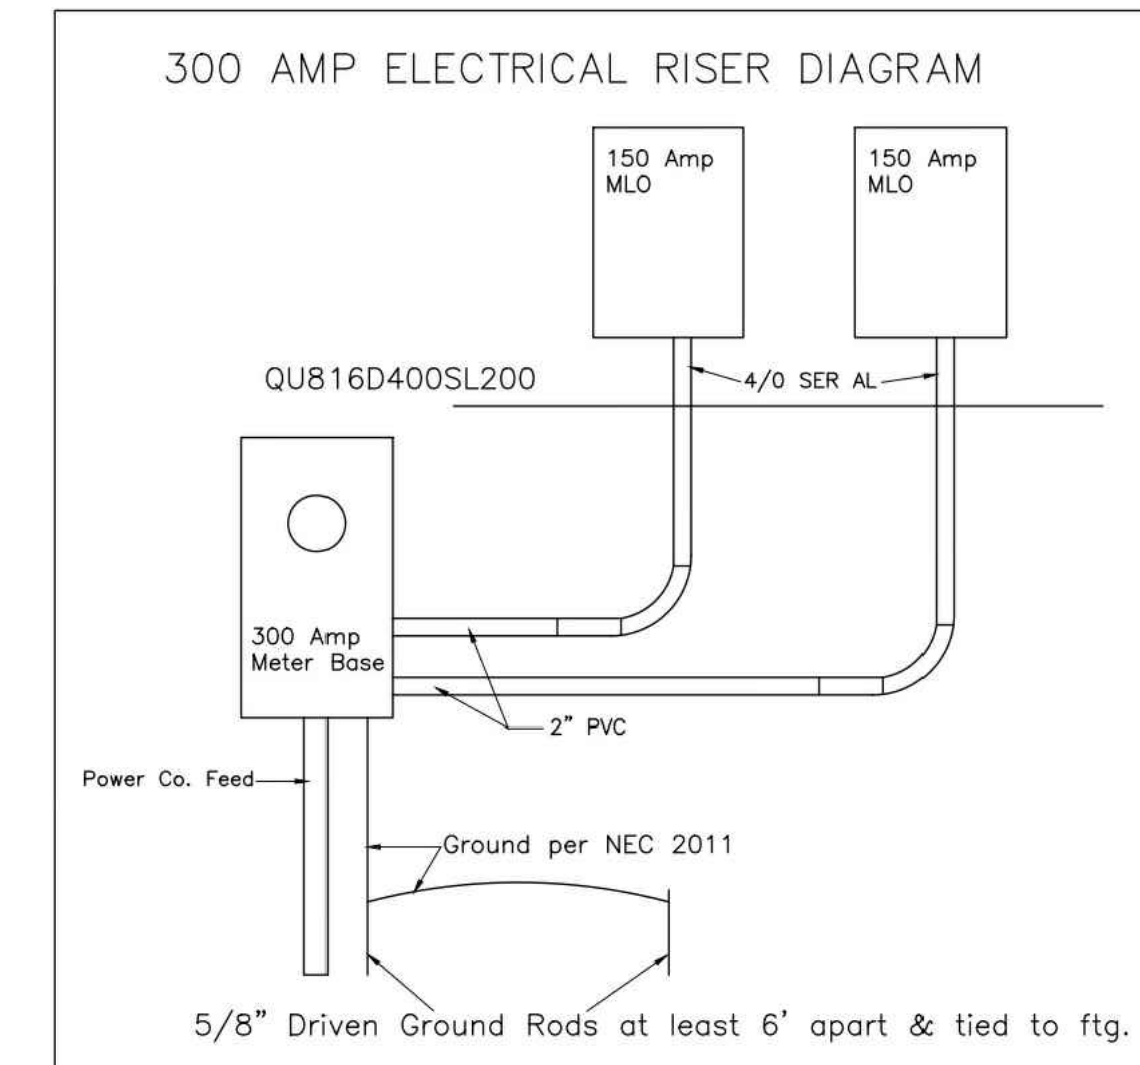 300 AMP ELECTRICAL RISER DIAGRAM
150 Amp
MLO
150 Amp
MLO
QU816D400SL200
4/0 SER AL
300 Amp
Meter Base
2" PVC
Power Co. Feed
Ground per NEC 2011
5/8" Driven Ground Rods at least 6' apart & tied to ftg.